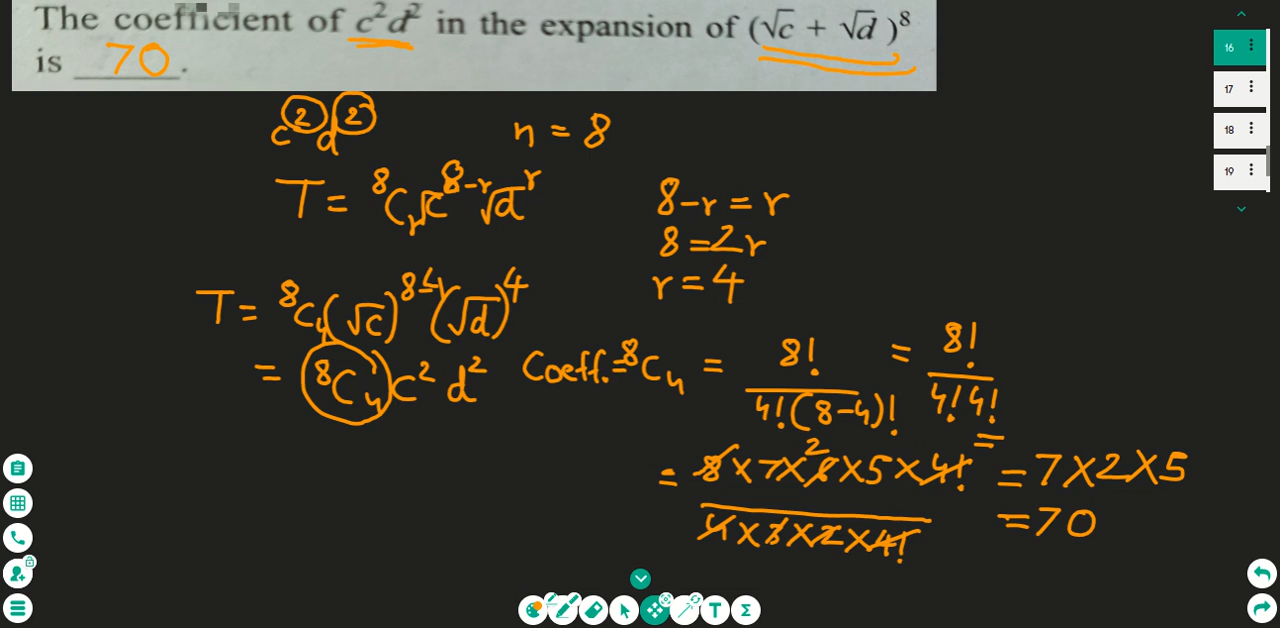 The coefficient of c²d² in the expansion of (√c + √d )⁸
is 70.
c²d²
n = 8
T = ⁸Cᵣ√c⁸⁻ʳ√d ʳ
8-r = r
8 = 2r
r = 4
T = ⁸C₄(√c)⁸⁻⁴(√d)⁴
= ⁸C₄ c² d² Coeff. = ⁸C₄ = 8! / 4!(8-4)! = 8! / 4! 4!
= 8×7×6×5×4! / 4×3×2×4! = 7×2×5
2
= 70
16
17
18
19
T
Σ